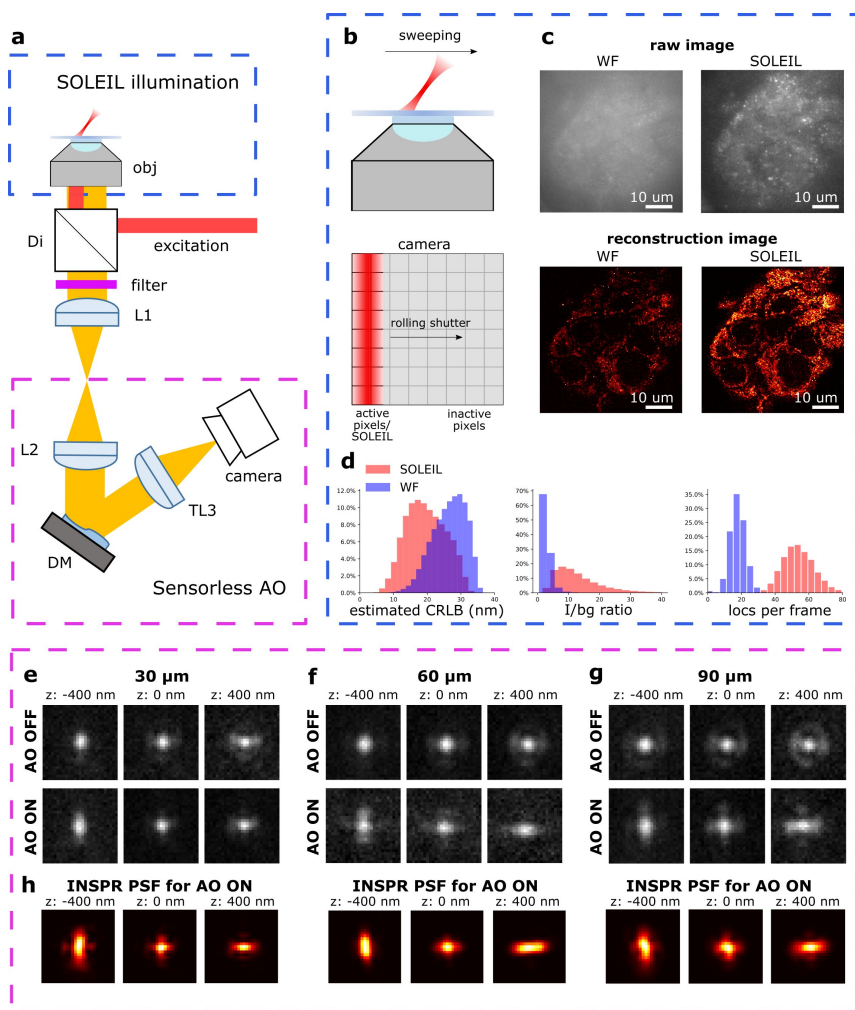 a
SOLEIL illumination
obj
Di
excitation
filter
L1
L2
camera
TL3
DM
Sensorless AO
b
sweeping
camera
rolling shutter
active
pixels/
SOLEIL
inactive
pixels
c
raw image
WF
SOLEIL
10 um
10 um
reconstruction image
WF
SOLEIL
10 um
10 um
d
SOLEIL
WF
12.0%
10.0%
8.0%
6.0%
4.0%
2.0%
0.0%
0
10
20
30
40
estimated CRLB (nm)
70%
60%
50%
40%
30%
20%
10%
0%
0
10
20
30
40
I/bg ratio
35.0%
30.0%
25.0%
20.0%
15.0%
10.0%
5.0%
0.0%
0
20
40
60
80
locs per frame
e
30 µm
z: -400 nm
z: 0 nm
400 nm
AO OFF
AO ON
f
60 µm
z: -400 nm
z: 0 nm
z: 400 nm
AO OFF
AO ON
g
90 µm
z: -400 nm
z: 0 nm
z: 400 nm
AO OFF
AO ON
h
INSPR PSF for AO ON
z: -400 nm
z: 0 nm
z: 400 nm
INSPR PSF for AO ON
z: -400 nm
z: 0 nm
z: 400 nm
INSPR PSF for AO ON
z: -400 nm
z: 0 nm
z: 400 nm